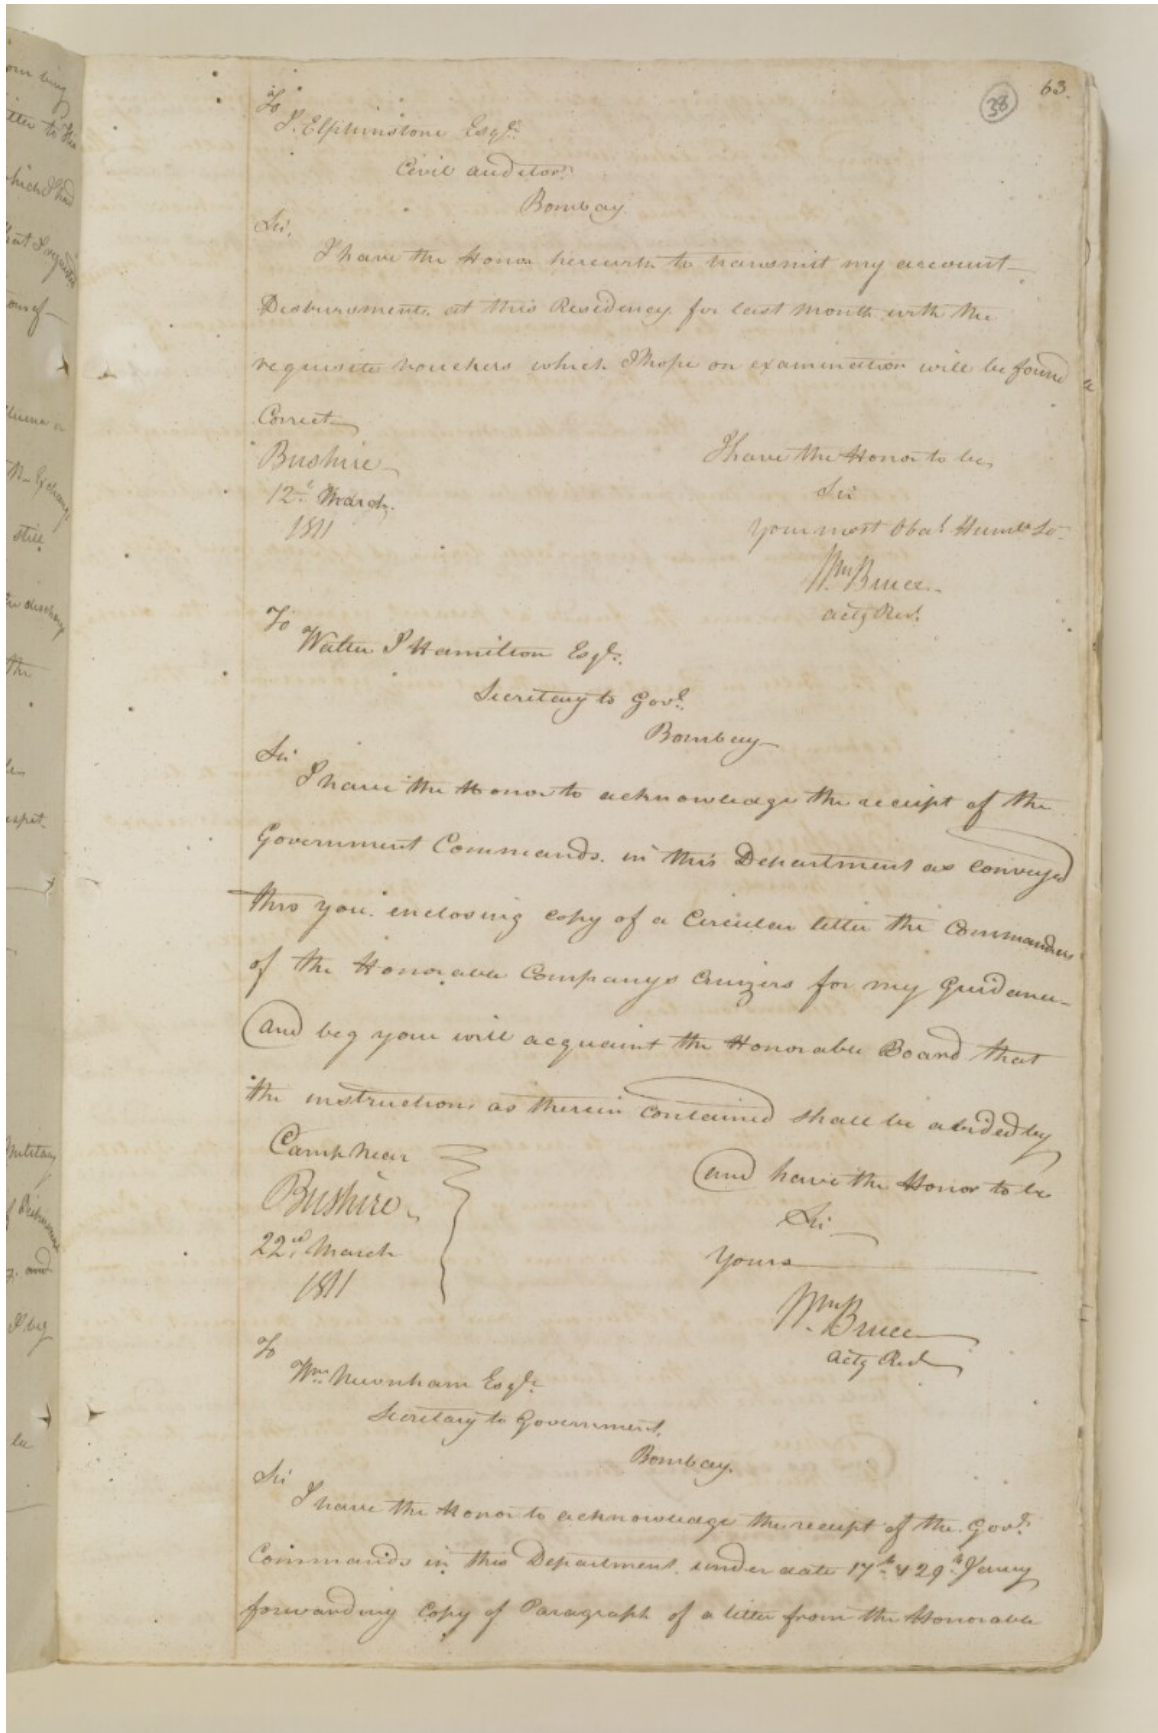 63.
38
To
J. Elphinstone Esqr.
Civil auditor.
Bombay
Sir,
I have the Honor herewith to transmit my account
Disbursments. at this Residency for last month with the
requisite vouchers which I hope on examination will be found
Correct
Bushire
12th March.
1811
I have the Honor to be
Sir
Your most Obdt. Humble St.
Wm. Bruce.
actg Rest.
To
Walter J Hamilton Esqr.
Secretary to Govt.
Bombay
Sir
I have the Honor to acknowledge the receipt of the
Government Commands. in this Department as conveyed
thro you. enclosing copy of a Circular letter the Commanders
of the Honorable Companys Cruizers for my Guidance
and beg your will acquaint the Honorable Board that
the instructions as therein contained shall be abided by
Camp near
Bushire
22nd. March
1811
and have the Honor to be
Sir
Yours
Wm. Bruce
actg Rest
To
Wm. Newnham Esqr.
Secretary to Government,
Bombay.
Sir
I have the Honor to acknowledge the receipt of the Govt.
Commands in this Department. under date 17th. & 29th. Janry
forwarding Copy of Paragraph of a letter from the Honorable